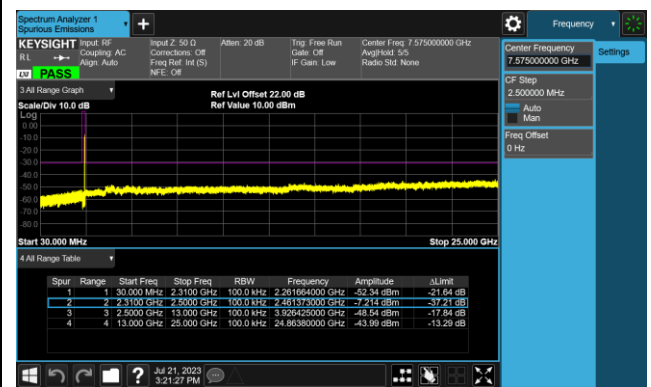 Spectrum Analyzer 1
Spurious Emissions
Frequency
KEYSIGHT
Input: RF
Input Z: 50 Ω
Atten: 20 dB
Trig: Free Run
Center Freq: 7.575000000 GHz
RL
Coupling: AC
Corrections: Off
Gate: Off
Avg|Hold: 5/5
Align: Auto
Freq Ref: Int (S)
IF Gain: Low
Radio Std: None
NFE: Off
LXI
PASS
Center Frequency
7.575000000 GHz
Settings
CF Step
2.500000 MHz
Auto
Man
Freq Offset
0 Hz
3 All Range Graph
Ref Lvl Offset 22.00 dB
Scale/Div 10.0 dB
Ref Value 10.00 dBm
Log
0.00
-10.0
-20.0
-30.0
-40.0
-50.0
-60.0
-70.0
-80.0
Start 30.000 MHz
Stop 25.000 GHz
4 All Range Table
Spur Range Start Freq Stop Freq RBW Frequency Amplitude ΔLimit
1 1 30.000 MHz 2.3100 GHz 100.0 kHz 2.261664000 GHz -52.34 dBm -21.64 dB
2 2 2.3100 GHz 2.5000 GHz 100.0 kHz 2.461373000 GHz -7.214 dBm -37.21 dB
3 3 2.5000 GHz 13.000 GHz 100.0 kHz 3.926425000 GHz -48.54 dBm -17.84 dB
4 4 13.000 GHz 25.000 GHz 100.0 kHz 24.86380000 GHz -43.99 dBm -13.29 dB
Jul 21, 2023
3:21:27 PM